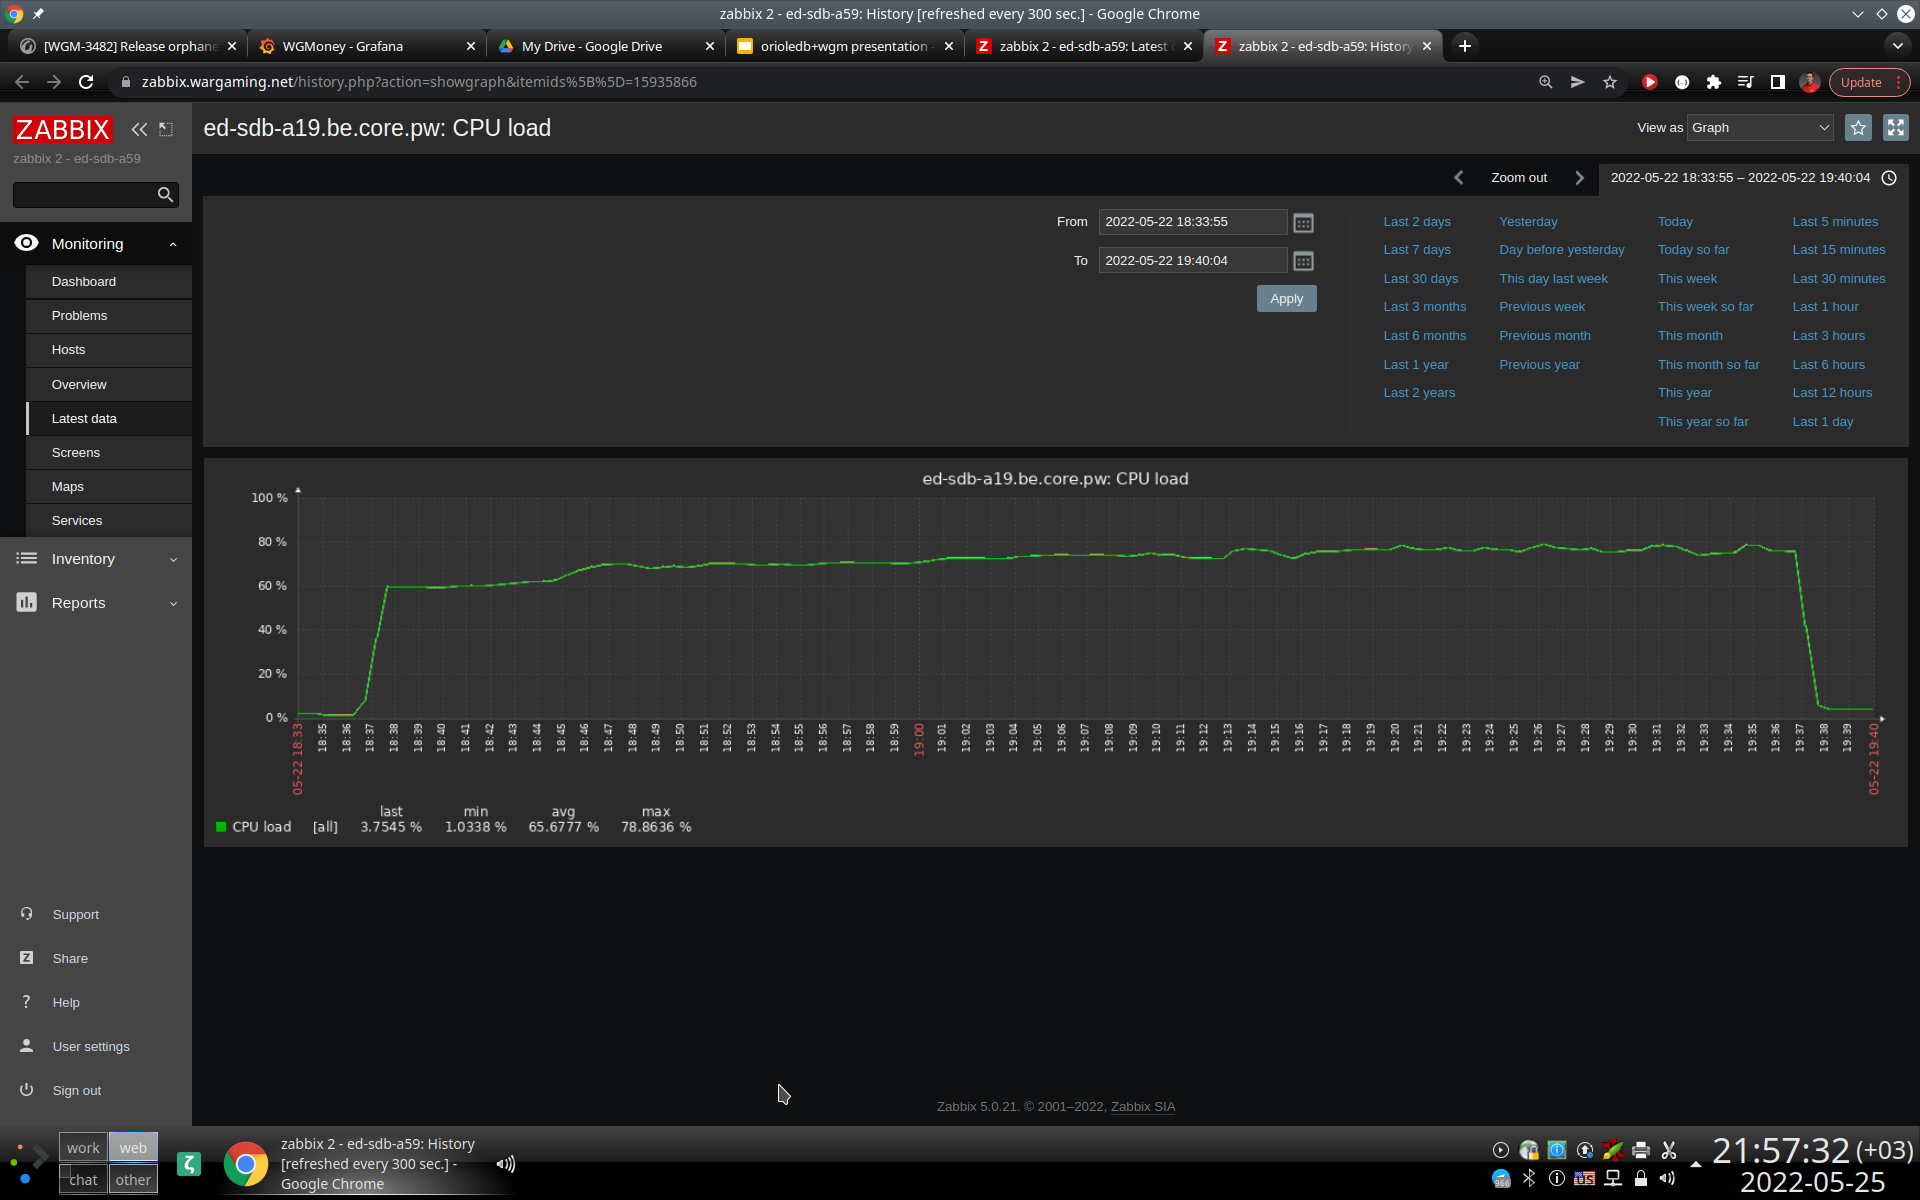 zabbix 2 - ed-sdb-a59: History [refreshed every 300 sec.] - Google Chrome
[WGM-3482] Release orphane
WGMoney - Grafana
My Drive - Google Drive
orioledb+wgm presentation -
zabbix 2 - ed-sdb-a59: Latest d
zabbix 2 - ed-sdb-a59: History
zabbix.wargaming.net/history.php?action=showgraph&itemids%5B%5D=15935866
Update
ZABBIX
zabbix 2 - ed-sdb-a59
Monitoring
Dashboard
Problems
Hosts
Overview
Latest data
Screens
Maps
Services
Inventory
Reports
Support
Share
Help
User settings
Sign out
ed-sdb-a19.be.core.pw: CPU load
View as Graph
Zoom out
2022-05-22 18:33:55 – 2022-05-22 19:40:04
From 2022-05-22 18:33:55
To 2022-05-22 19:40:04
Apply
Last 2 days Yesterday Today Last 5 minutes
Last 7 days Day before yesterday Today so far Last 15 minutes
Last 30 days This day last week This week Last 30 minutes
Last 3 months Previous week This week so far Last 1 hour
Last 6 months Previous month This month Last 3 hours
Last 1 year Previous year This month so far Last 6 hours
Last 2 years This year Last 12 hours
This year so far Last 1 day
ed-sdb-a19.be.core.pw: CPU load
100 %
80 %
60 %
40 %
20 %
0 %
05-22 18:33 18:35 18:36 18:37 18:38 18:39 18:40 18:41 18:42 18:43 18:44 18:45 18:46 18:47 18:48 18:49 18:50 18:51 18:52 18:53 18:54 18:55 18:56 18:57 18:58 18:59 19:00 19:01 19:02 19:03 19:04 19:05 19:06 19:07 19:08 19:09 19:10 19:11 19:12 19:13 19:14 19:15 19:16 19:17 19:18 19:19 19:20 19:21 19:22 19:23 19:24 19:25 19:26 19:27 19:28 19:29 19:30 19:31 19:32 19:33 19:34 19:35 19:36 19:37 19:38 19:39 05-22 19:40
last min avg max
CPU load [all] 3.7545 % 1.0338 % 65.6777 % 78.8636 %
Zabbix 5.0.21. © 2001–2022, Zabbix SIA
work web
chat other
zabbix 2 - ed-sdb-a59: History
[refreshed every 300 sec.] -
Google Chrome
21:57:32 (+03)
2022-05-25